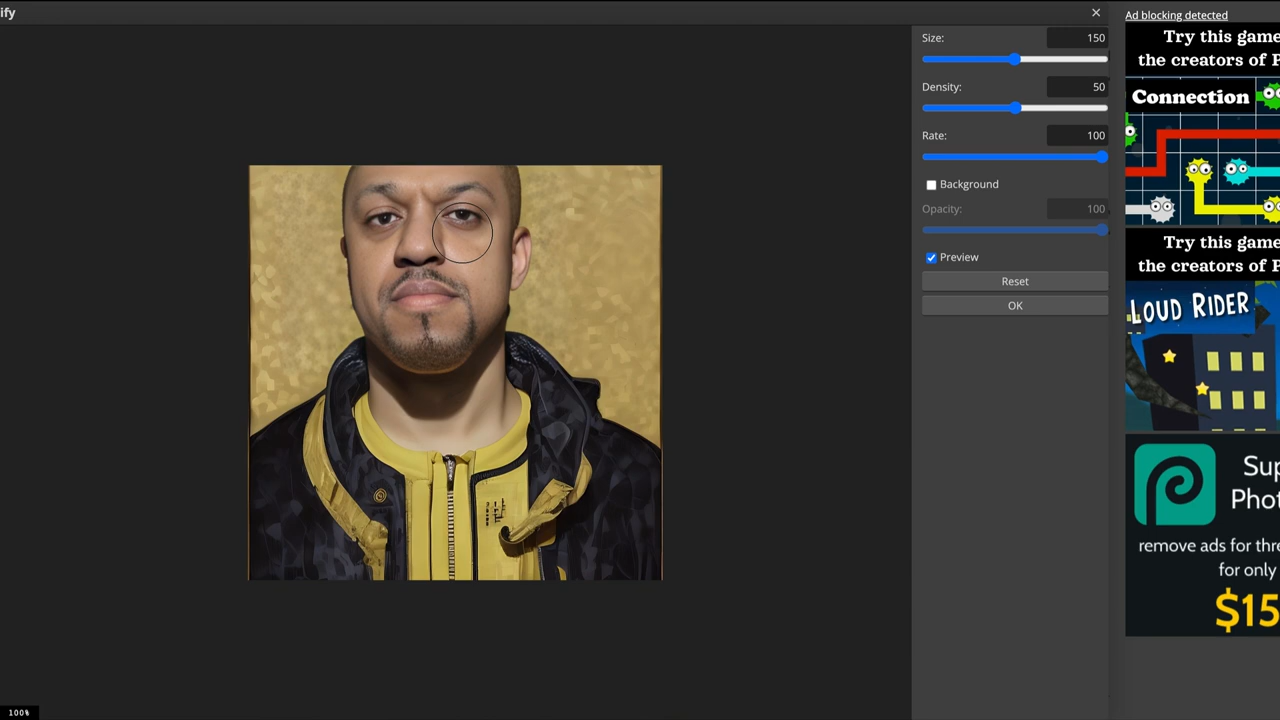 ify
×
Size:
150
Density:
50
Rate:
100
Background
Opacity:
100
Preview
Reset
OK
100%
Ad blocking detected
Try this game
the creators of P
Connection
Try this game
the creators of P
LOUD RIDER
Sup
Phot
remove ads for thre
for only
$15